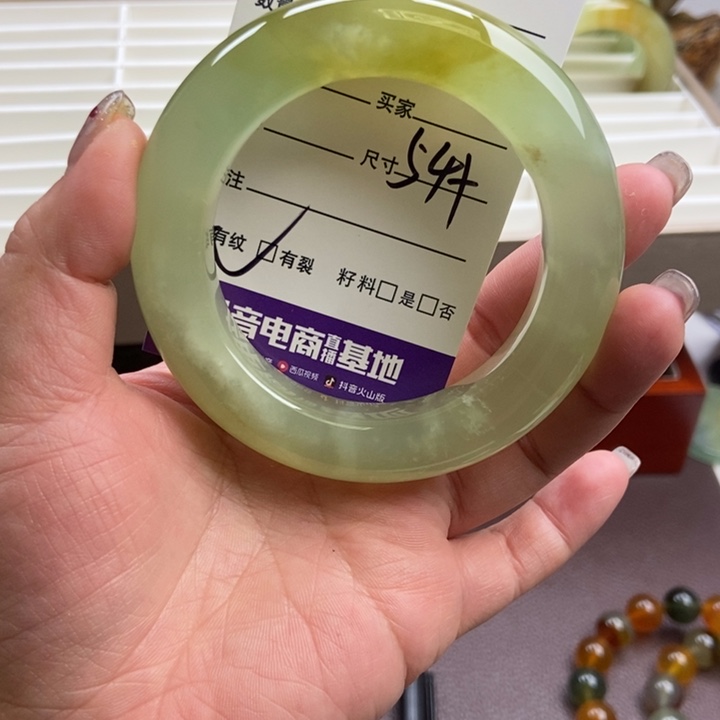 买家
尺寸 54
注
有纹 ☑ 有裂 籽料 □ 是 □ 否
音电商直播基地
西瓜视频 抖音火山版